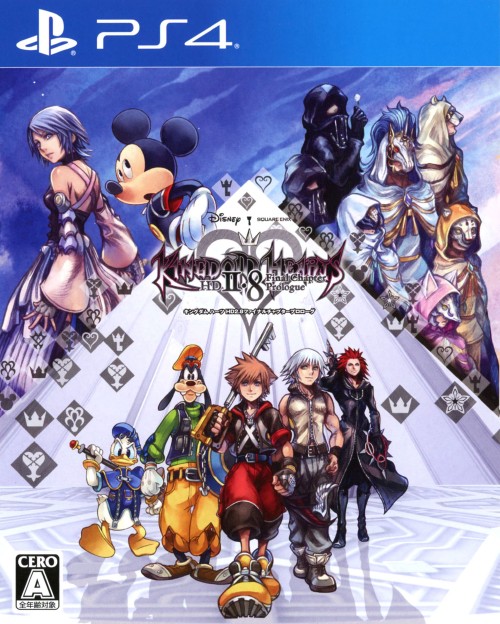 PS4
Disney SQUARE ENIX
KINGDOM HEARTS
HD II.8 Final Chapter
Prologue
キングダム ハーツ HD2.8ファイナルチャプタープロローグ
CERO
A
全年齢対象